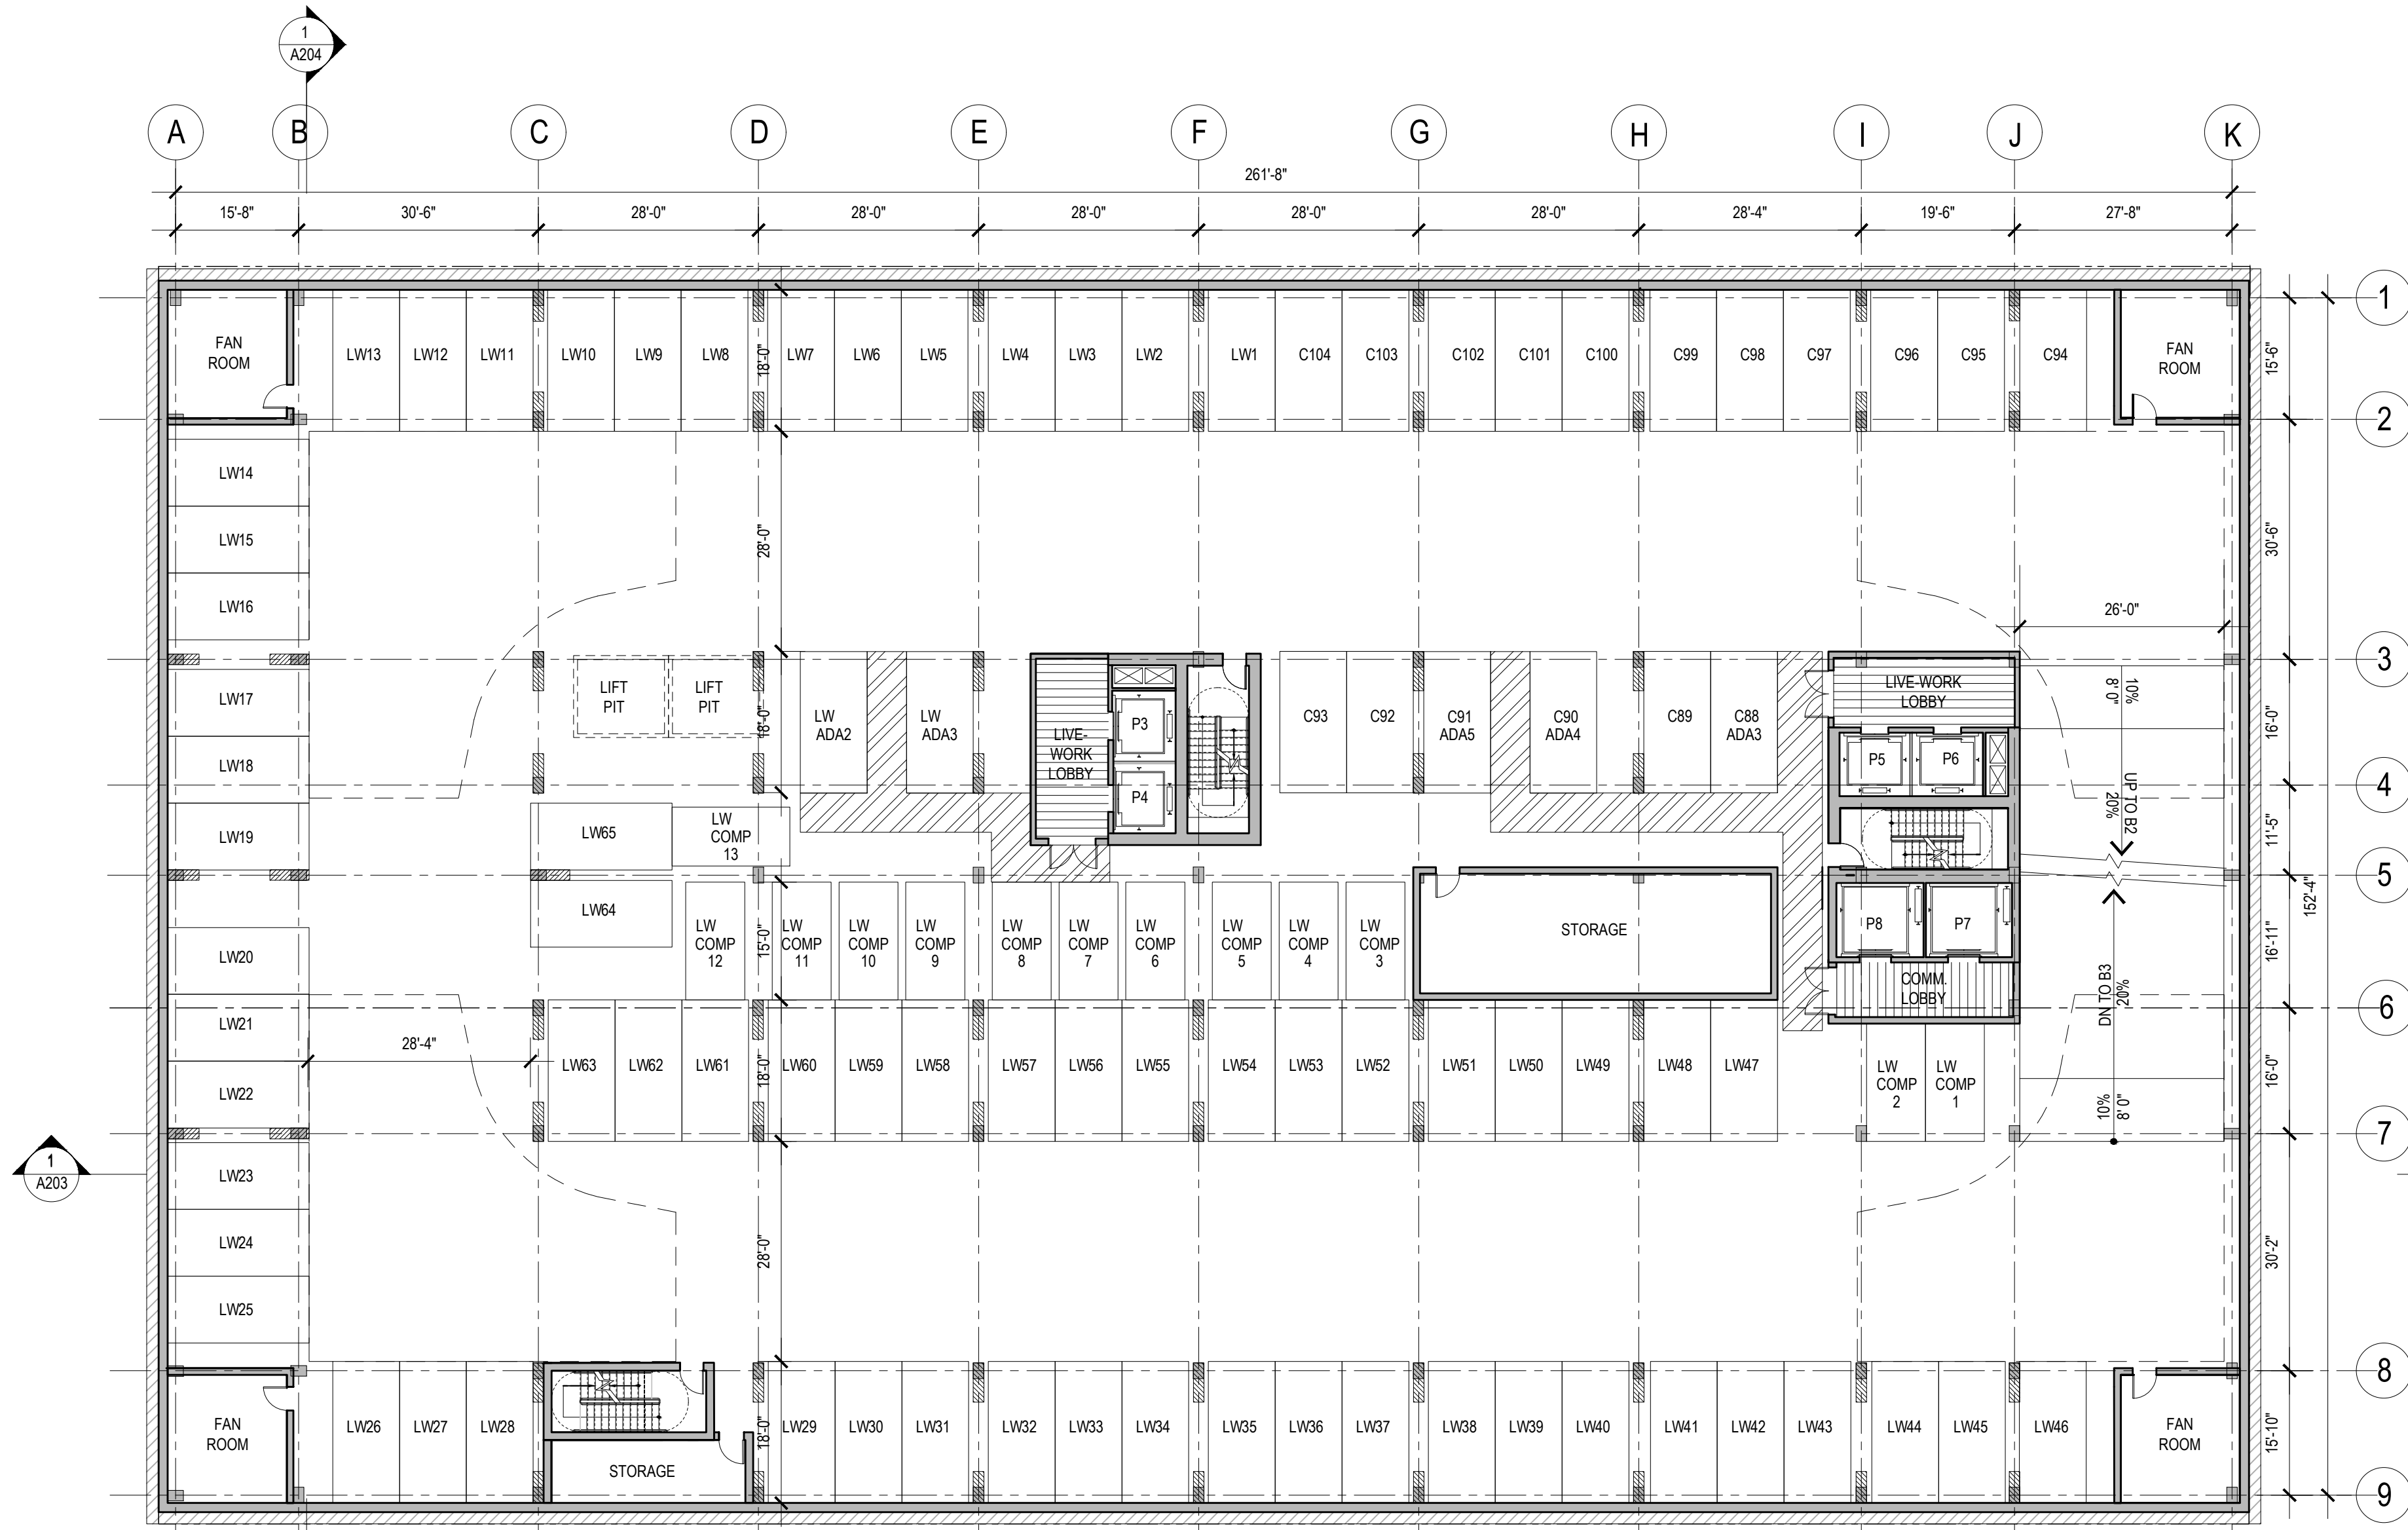 1
A204
A
B
C
D
E
F
G
H
I
J
K
261'-8"
15'-8"
30'-6"
28'-0"
28'-0"
28'-0"
28'-0"
28'-0"
28'-4"
19'-6"
27'-8"
1
FAN
ROOM
LW13
LW12
LW11
LW10
LW9
LW8
18'-0"
LW7
LW6
LW5
LW4
LW3
LW2
LW1
C104
C103
C102
C101
C100
C99
C98
C97
C96
C95
C94
FAN
ROOM
15'-6"
2
LW14
LW15
LW16
28'-0"
30'-6"
26'-0"
3
LW17
LW18
LW19
LIFT
PIT
LIFT
PIT
18'-0"
LW
ADA2
LW
ADA3
LIVE-
WORK
LOBBY
P3
P4
C93
C92
C91
ADA5
C90
ADA4
C89
C88
ADA3
LIVE-WORK
LOBBY
P5
P6
10%
8' 0"
UP TO B2
20%
16'-0"
4
LW65
LW
COMP
13
11'-5"
5
152'-4"
LW64
LW
COMP
12
15'-0"
LW
COMP
11
LW
COMP
10
LW
COMP
9
LW
COMP
8
LW
COMP
7
LW
COMP
6
LW
COMP
5
LW
COMP
4
LW
COMP
3
STORAGE
P8
P7
COMM.
LOBBY
DN TO B3
20%
16'-11"
6
LW20
LW21
LW22
28'-4"
LW63
LW62
LW61
18'-0"
LW60
LW59
LW58
LW57
LW56
LW55
LW54
LW53
LW52
LW51
LW50
LW49
LW48
LW47
LW
COMP
2
LW
COMP
1
10%
8' 0"
16'-0"
7
1
A203
LW23
LW24
LW25
28'-0"
30'-2"
8
FAN
ROOM
LW26
LW27
LW28
STORAGE
18'-0"
LW29
LW30
LW31
LW32
LW33
LW34
LW35
LW36
LW37
LW38
LW39
LW40
LW41
LW42
LW43
LW44
LW45
LW46
FAN
ROOM
15'-10"
9